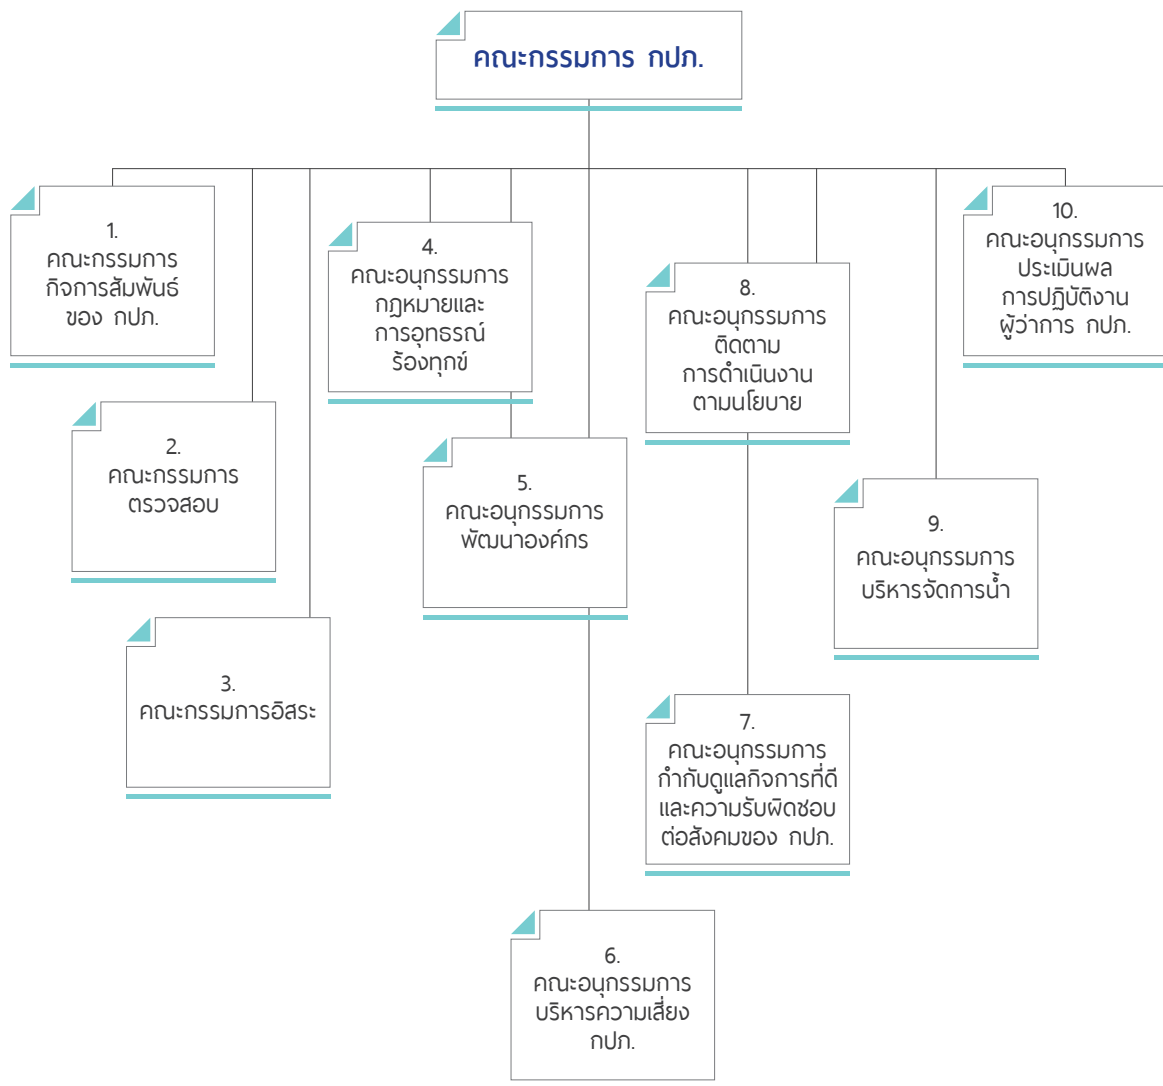 คณะกรรมการ กปภ.
1.
คณะกรรมการ
กิจการสัมพันธ์
ของ กปภ.
2.
คณะกรรมการ
ตรวจสอบ
3.
คณะกรรมการอิสระ
4.
คณะอนุกรรมการ
กฎหมายและ
การอุทธรณ์
ร้องทุกข์
5.
คณะอนุกรรมการ
พัฒนาองค์กร
6.
คณะอนุกรรมการ
บริหารความเสี่ยง
กปภ.
7.
คณะอนุกรรมการ
กำกับดูแลกิจการที่ดี
และความรับผิดชอบ
ต่อสังคมของ กปภ.
8.
คณะอนุกรรมการ
ติดตาม
การดำเนินงาน
ตามนโยบาย
9.
คณะอนุกรรมการ
บริหารจัดการน้ำ
10.
คณะอนุกรรมการ
ประเมินผล
การปฏิบัติงาน
ผู้ว่าการ กปภ.